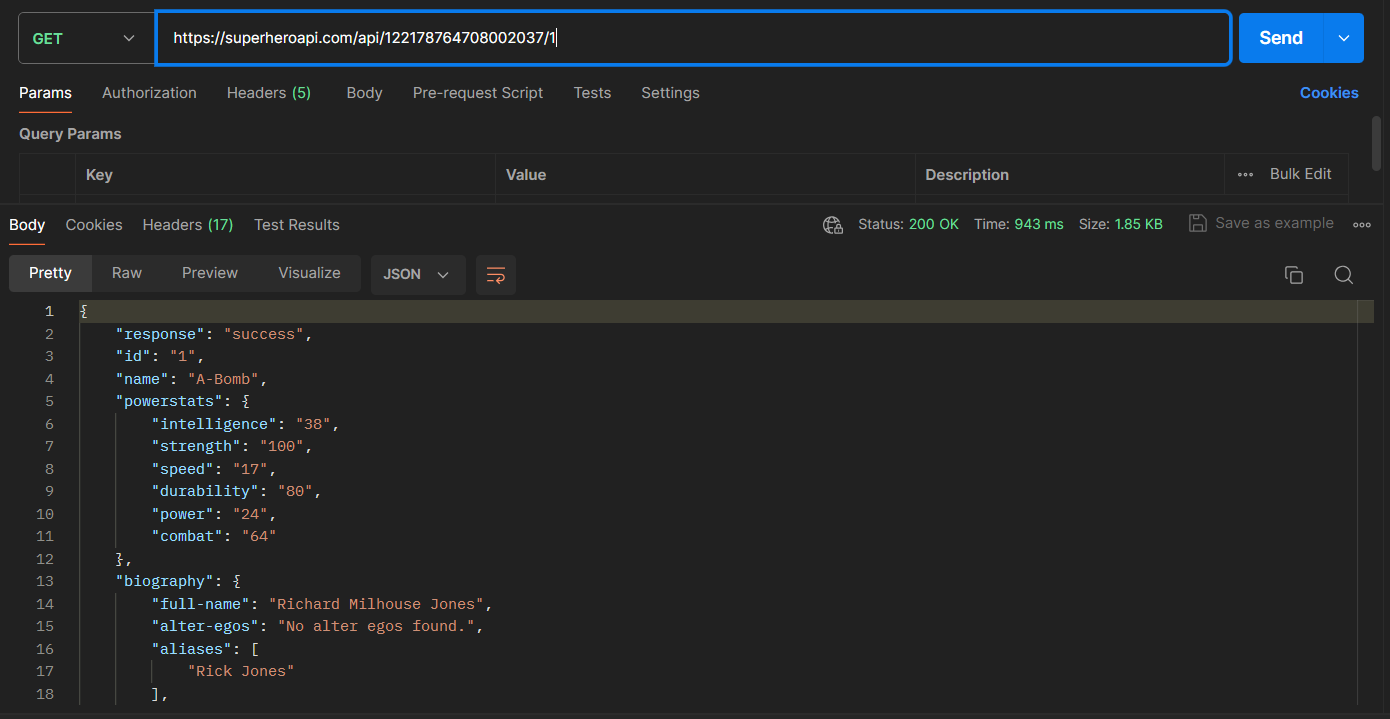 GET https://superheroapi.com/api/122178764708002037/1 Send
Params Authorization Headers (5) Body Pre-request Script Tests Settings Cookies
Query Params
Key Value Description Bulk Edit
Body Cookies Headers (17) Test Results Status: 200 OK Time: 943 ms Size: 1.85 KB Save as example
Pretty Raw Preview Visualize JSON
1 {
2 "response": "success",
3 "id": "1",
4 "name": "A-Bomb",
5 "powerstats": {
6 "intelligence": "38",
7 "strength": "100",
8 "speed": "17",
9 "durability": "80",
10 "power": "24",
11 "combat": "64"
12 },
13 "biography": {
14 "full-name": "Richard Milhouse Jones",
15 "alter-egos": "No alter egos found.",
16 "aliases": [
17 "Rick Jones"
18 ],